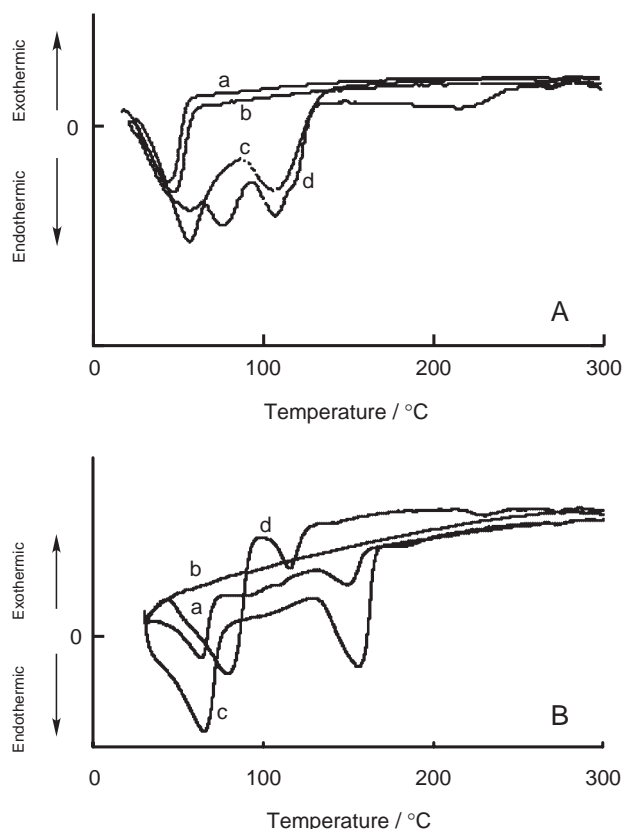 Exothermic
Endothermic
0
a
b
c
d
A
0 100 200 300
Temperature / °C
Exothermic
Endothermic
0
d
b
a
c
B
0 100 200 300
Temperature / °C